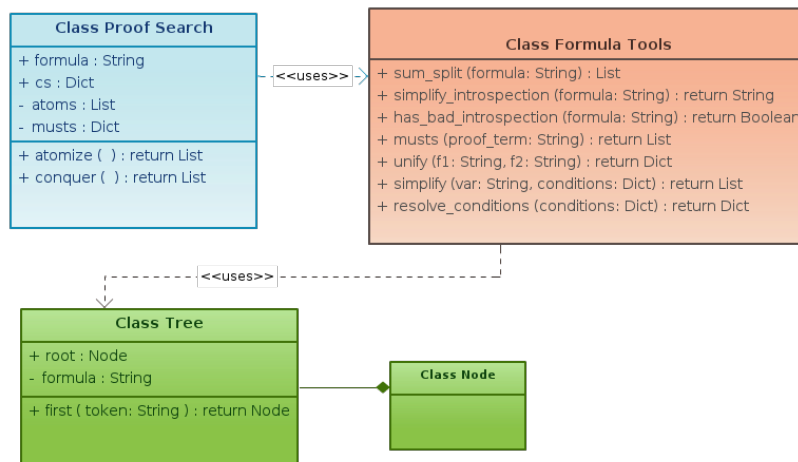 Class Proof Search
+ formula : String
+ cs : Dict
- atoms : List
- musts : Dict
+ atomize (  ) : return List
+ conquer (  ) : return List
<<uses>>
Class Formula Tools
+ sum_split (formula: String) : List
+ simplify_introspection (formula: String) : return String
+ has_bad_introspection (formula: String) : return Boolean
+ musts (proof_term: String) : return List
+ unify (f1: String, f2: String) : return Dict
+ simplify (var: String, conditions: Dict) : return List
+ resolve_conditions (conditions: Dict) : return Dict
<<uses>>
Class Tree
+ root : Node
- formula : String
+ first ( token: String ) : return Node
Class Node